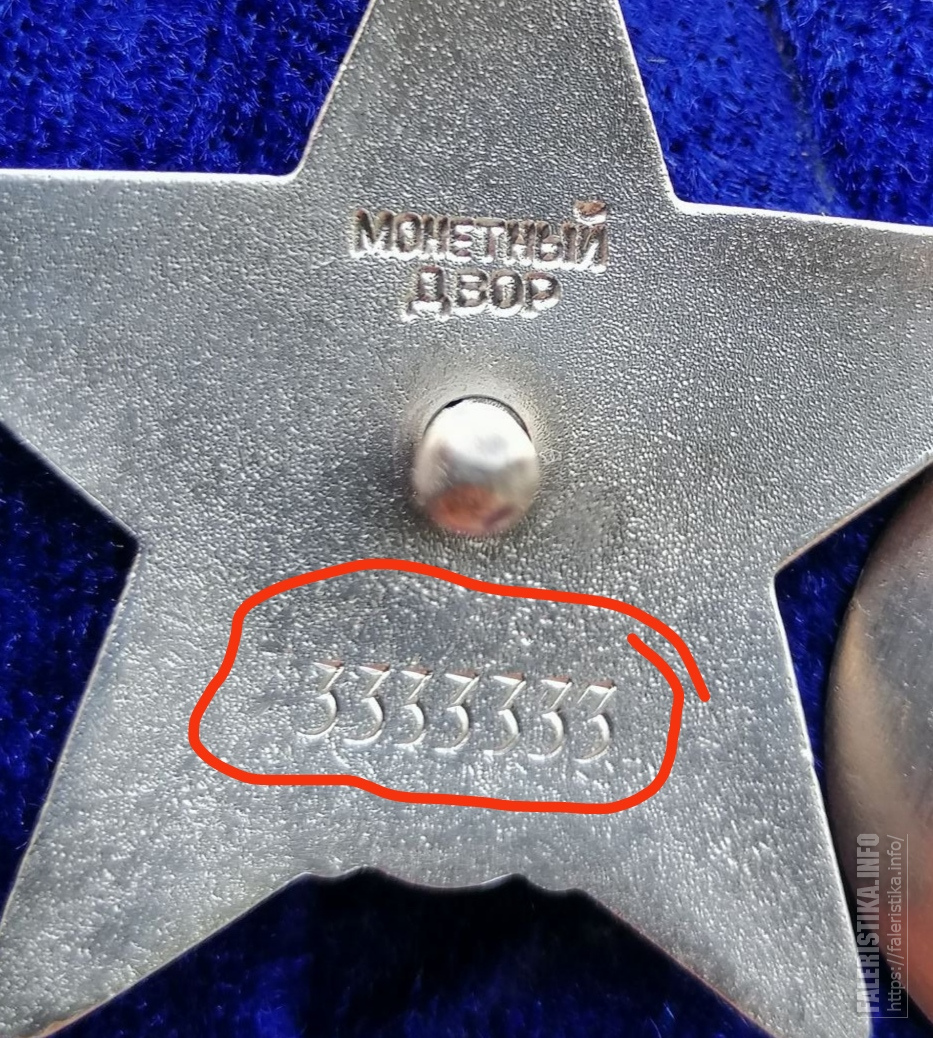 МОНЕТНЫЙ
ДВОР
3333333
FALERISTIKA.INFO
https://faleristika.info/